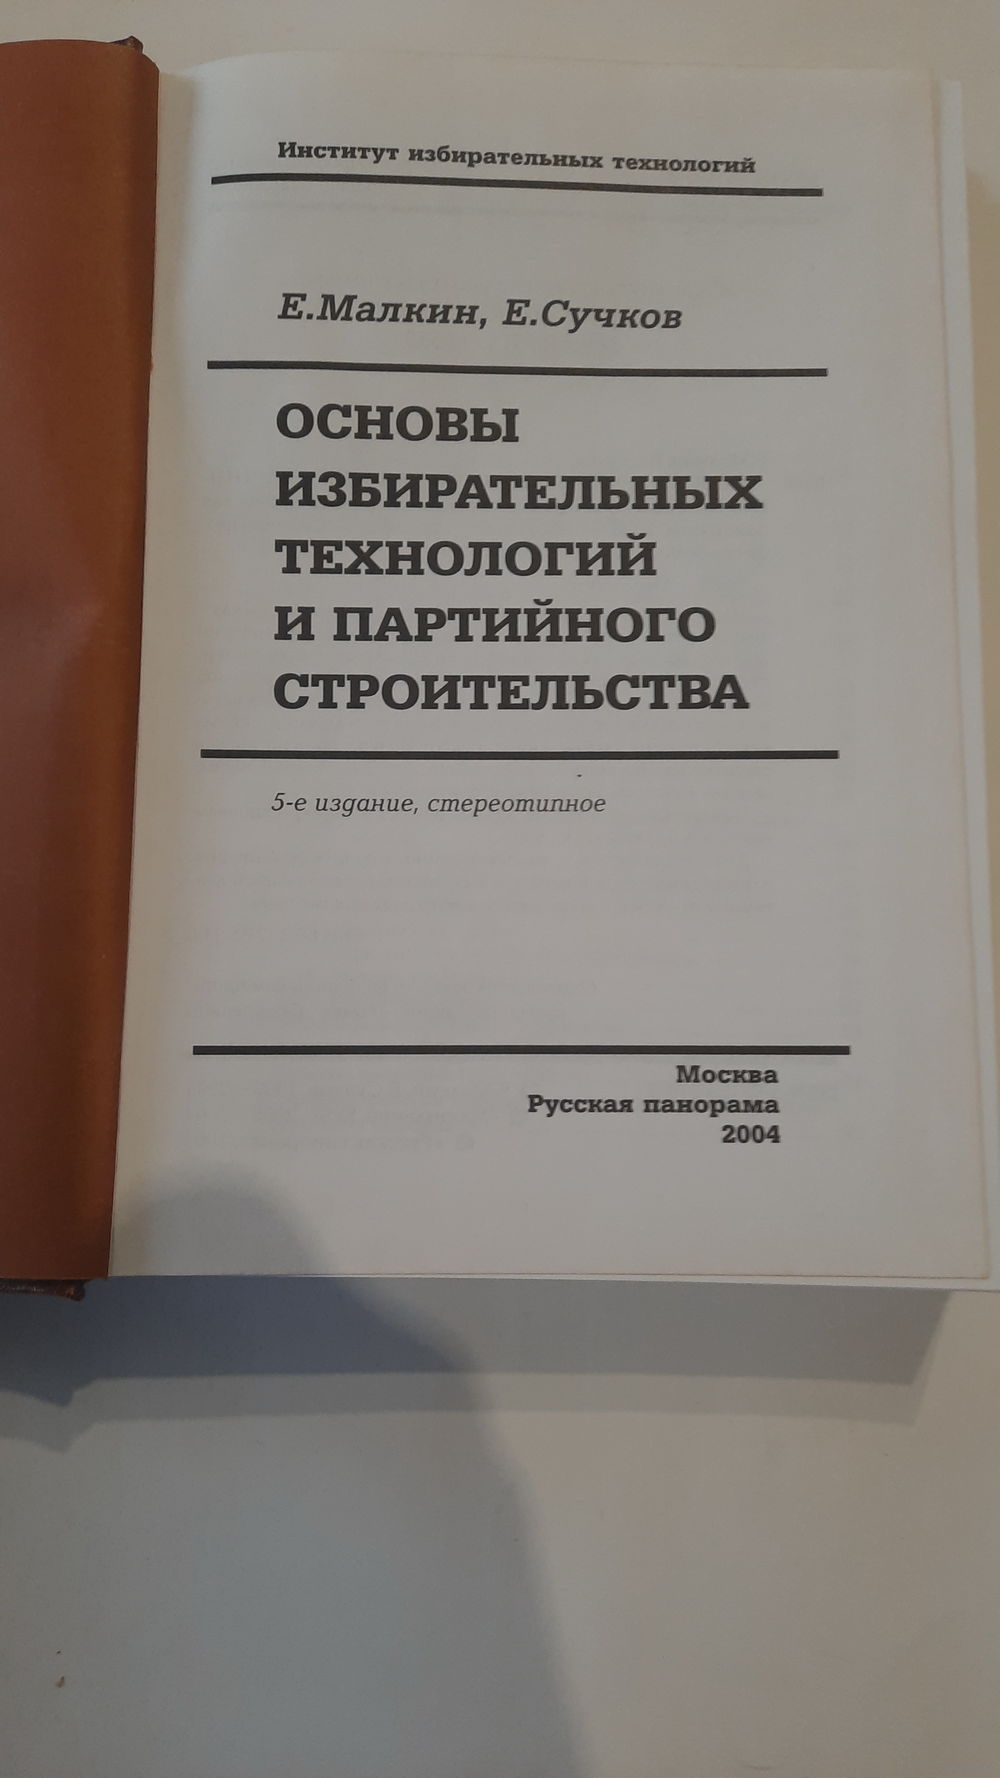 Институт избирательных технологий
Е.Малкин, Е.Сучков
ОСНОВЫ
ИЗБИРАТЕЛЬНЫХ
ТЕХНОЛОГИЙ
И ПАРТИЙНОГО
СТРОИТЕЛЬСТВА
5-е издание, стереотипное
Москва
Русская панорама
2004